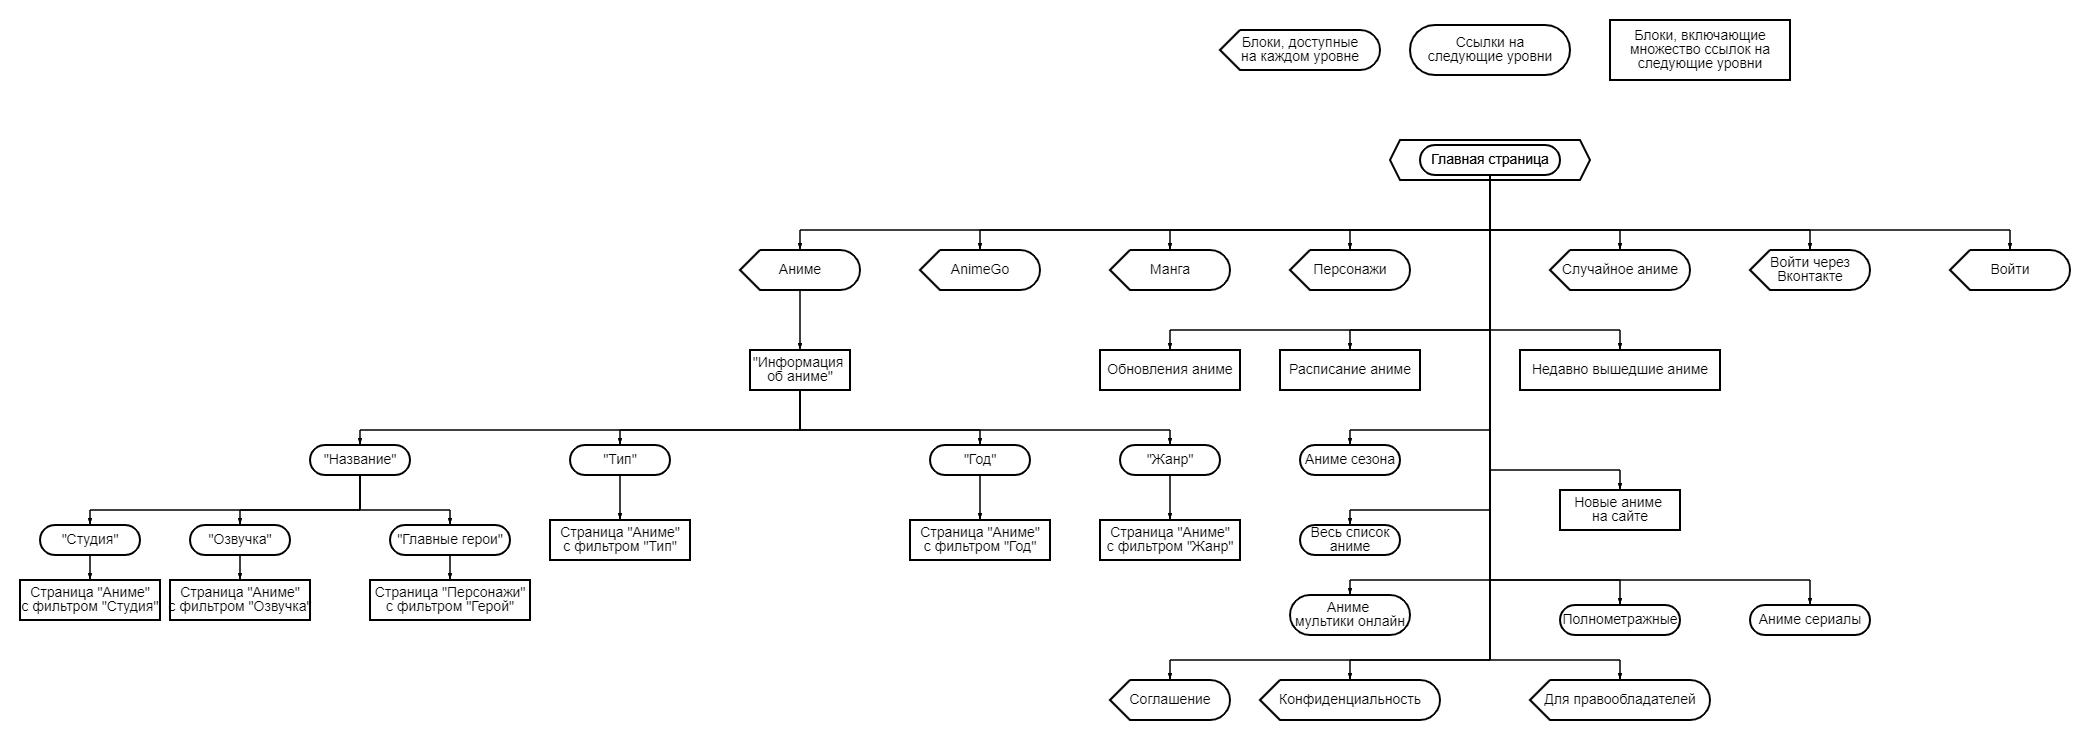 Блоки, доступные
на каждом уровне
Ссылки на
следующие уровни
Блоки, включающие
множество ссылок на
следующие уровни
Главная страница
Аниме
AnimeGo
Манга
Персонажи
Случайное аниме
Войти через
Вконтакте
Войти
"Информация
об аниме"
Обновления аниме
Расписание аниме
Недавно вышедшие аниме
"Название"
"Тип"
"Год"
"Жанр"
Аниме сезона
Новые аниме
на сайте
"Студия"
"Озвучка"
"Главные герои"
Страница "Аниме"
с фильтром "Тип"
Страница "Аниме"
с фильтром "Год"
Страница "Аниме"
с фильтром "Жанр"
Весь список
аниме
Страница "Аниме"
с фильтром "Студия"
Страница "Аниме"
с фильтром "Озвучка"
Страница "Персонажи"
с фильтром "Герой"
Аниме
мультики онлайн
Полнометражные
Аниме сериалы
Соглашение
Конфиденциальность
Для правообладателей